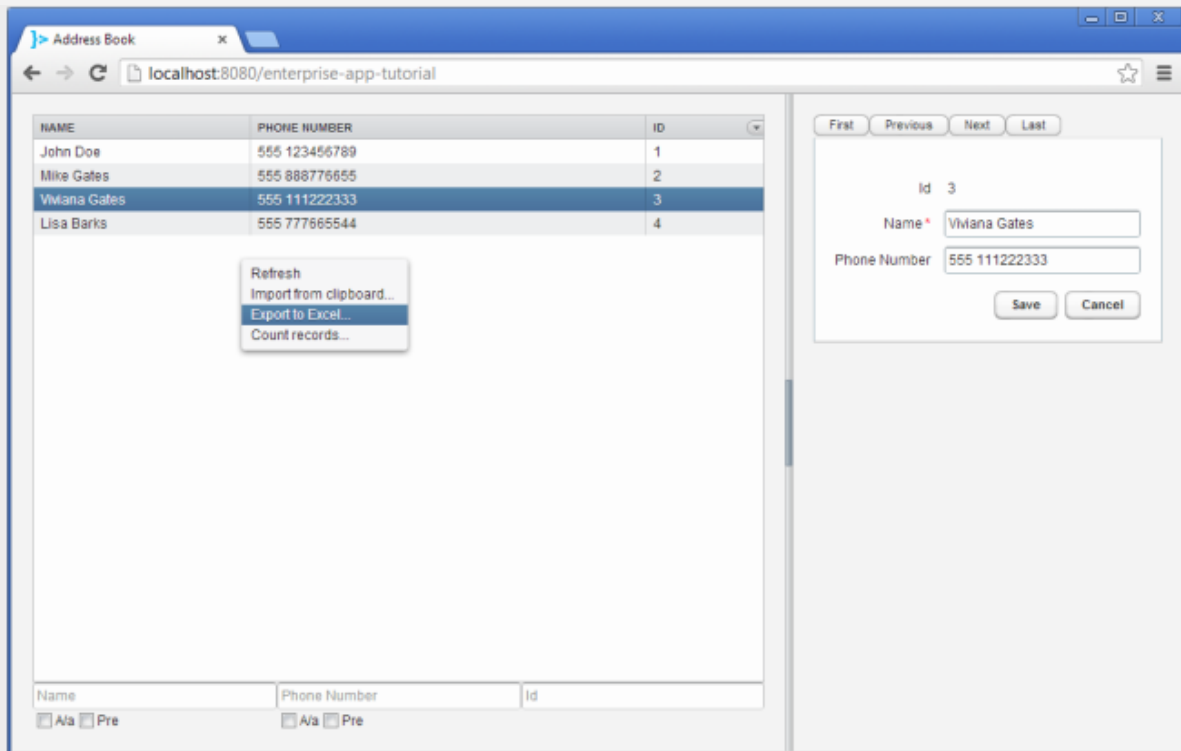 Address Book
localhost:8080/enterprise-app-tutorial
NAME PHONE NUMBER ID
John Doe 555 123456789 1
Mike Gates 555 888776655 2
Viviana Gates 555 111222333 3
Lisa Barks 555 777665544 4
Refresh
Import from clipboard...
Export to Excel...
Count records...
Name Phone Number Id
A/a Pre A/a Pre
First Previous Next Last
Id 3
Name* Viviana Gates
Phone Number 555 111222333
Save Cancel